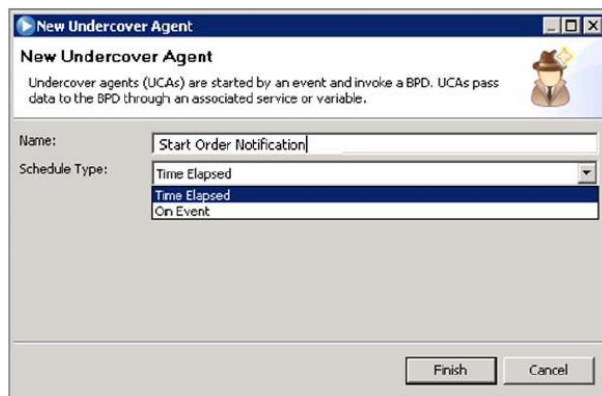 New Undercover Agent
New Undercover Agent
Undercover agents (UCAs) are started by an event and invoke a BPD. UCAs pass
data to the BPD through an associated service or variable.
Name:
Start Order Notification
Schedule Type:
Time Elapsed
Time Elapsed
On Event
Finish
Cancel